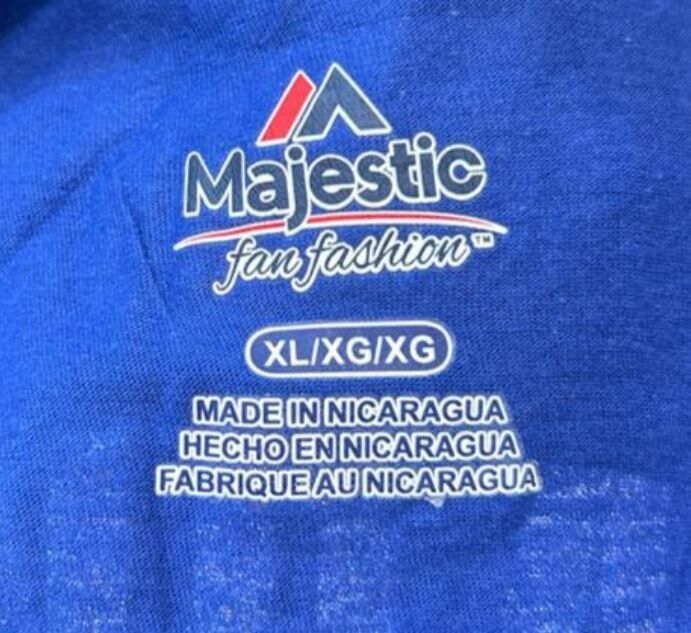 Majestic
fan fashion™
XL/XG/XG
MADE IN NICARAGUA
HECHO EN NICARAGUA
FABRIQUE AU NICARAGUA